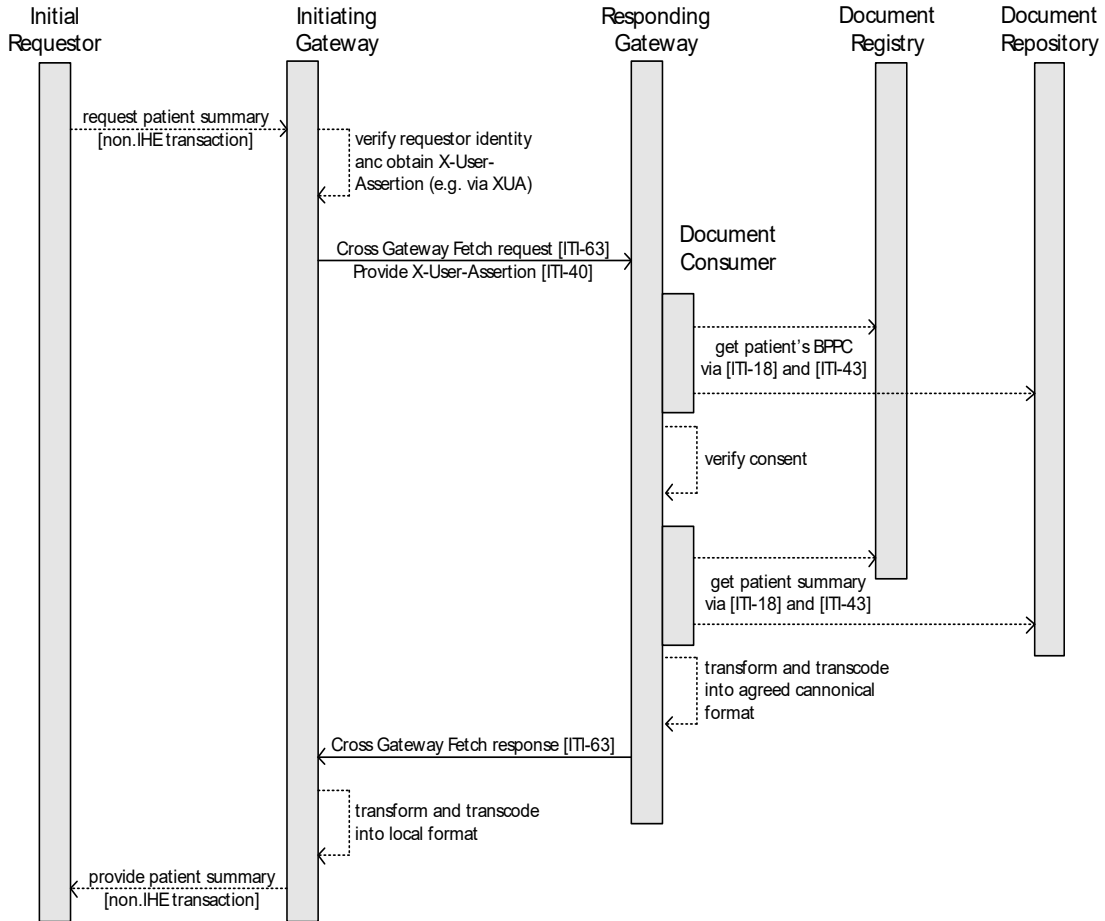 Initial
Requestor
Initiating
Gateway
Responding
Gateway
Document
Registry
Document
Repository
request patient summary
[non.IHE transaction]
verify requestor identity
anc obtain X-User-
Assertion (e.g. via XUA)
Cross Gateway Fetch request [ITI-63]
Provide X-User-Assertion [ITI-40]
Document
Consumer
get patient's BPPC
via [ITI-18] and [ITI-43]
verify consent
get patient summary
via [ITI-18] and [ITI-43]
transform and transcode
into agreed cannonical
format
Cross Gateway Fetch response [ITI-63]
transform and transcode
into local format
provide patient summary
[non.IHE transaction]